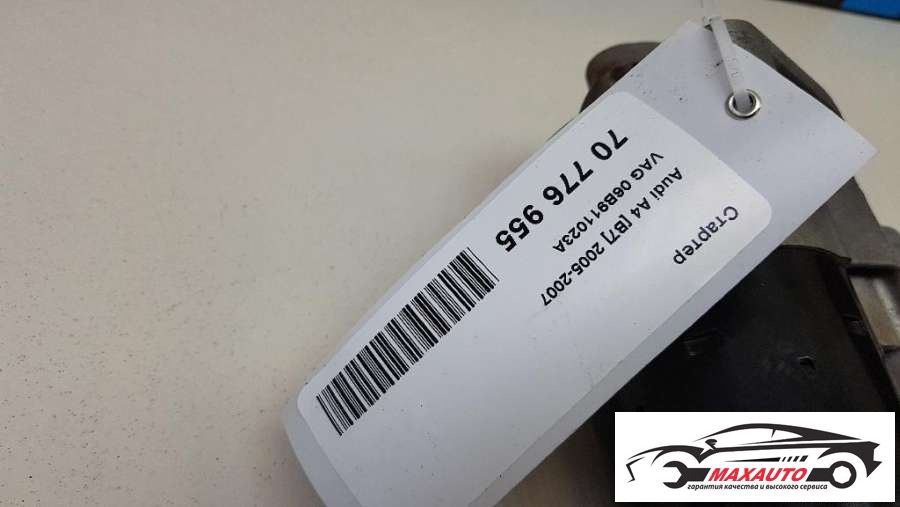 Стартер
Audi A4 [B7] 2005-2007
VAG 06B911023A
70 776 955
MAXAUTO
гарантия качества и высокого сервиса